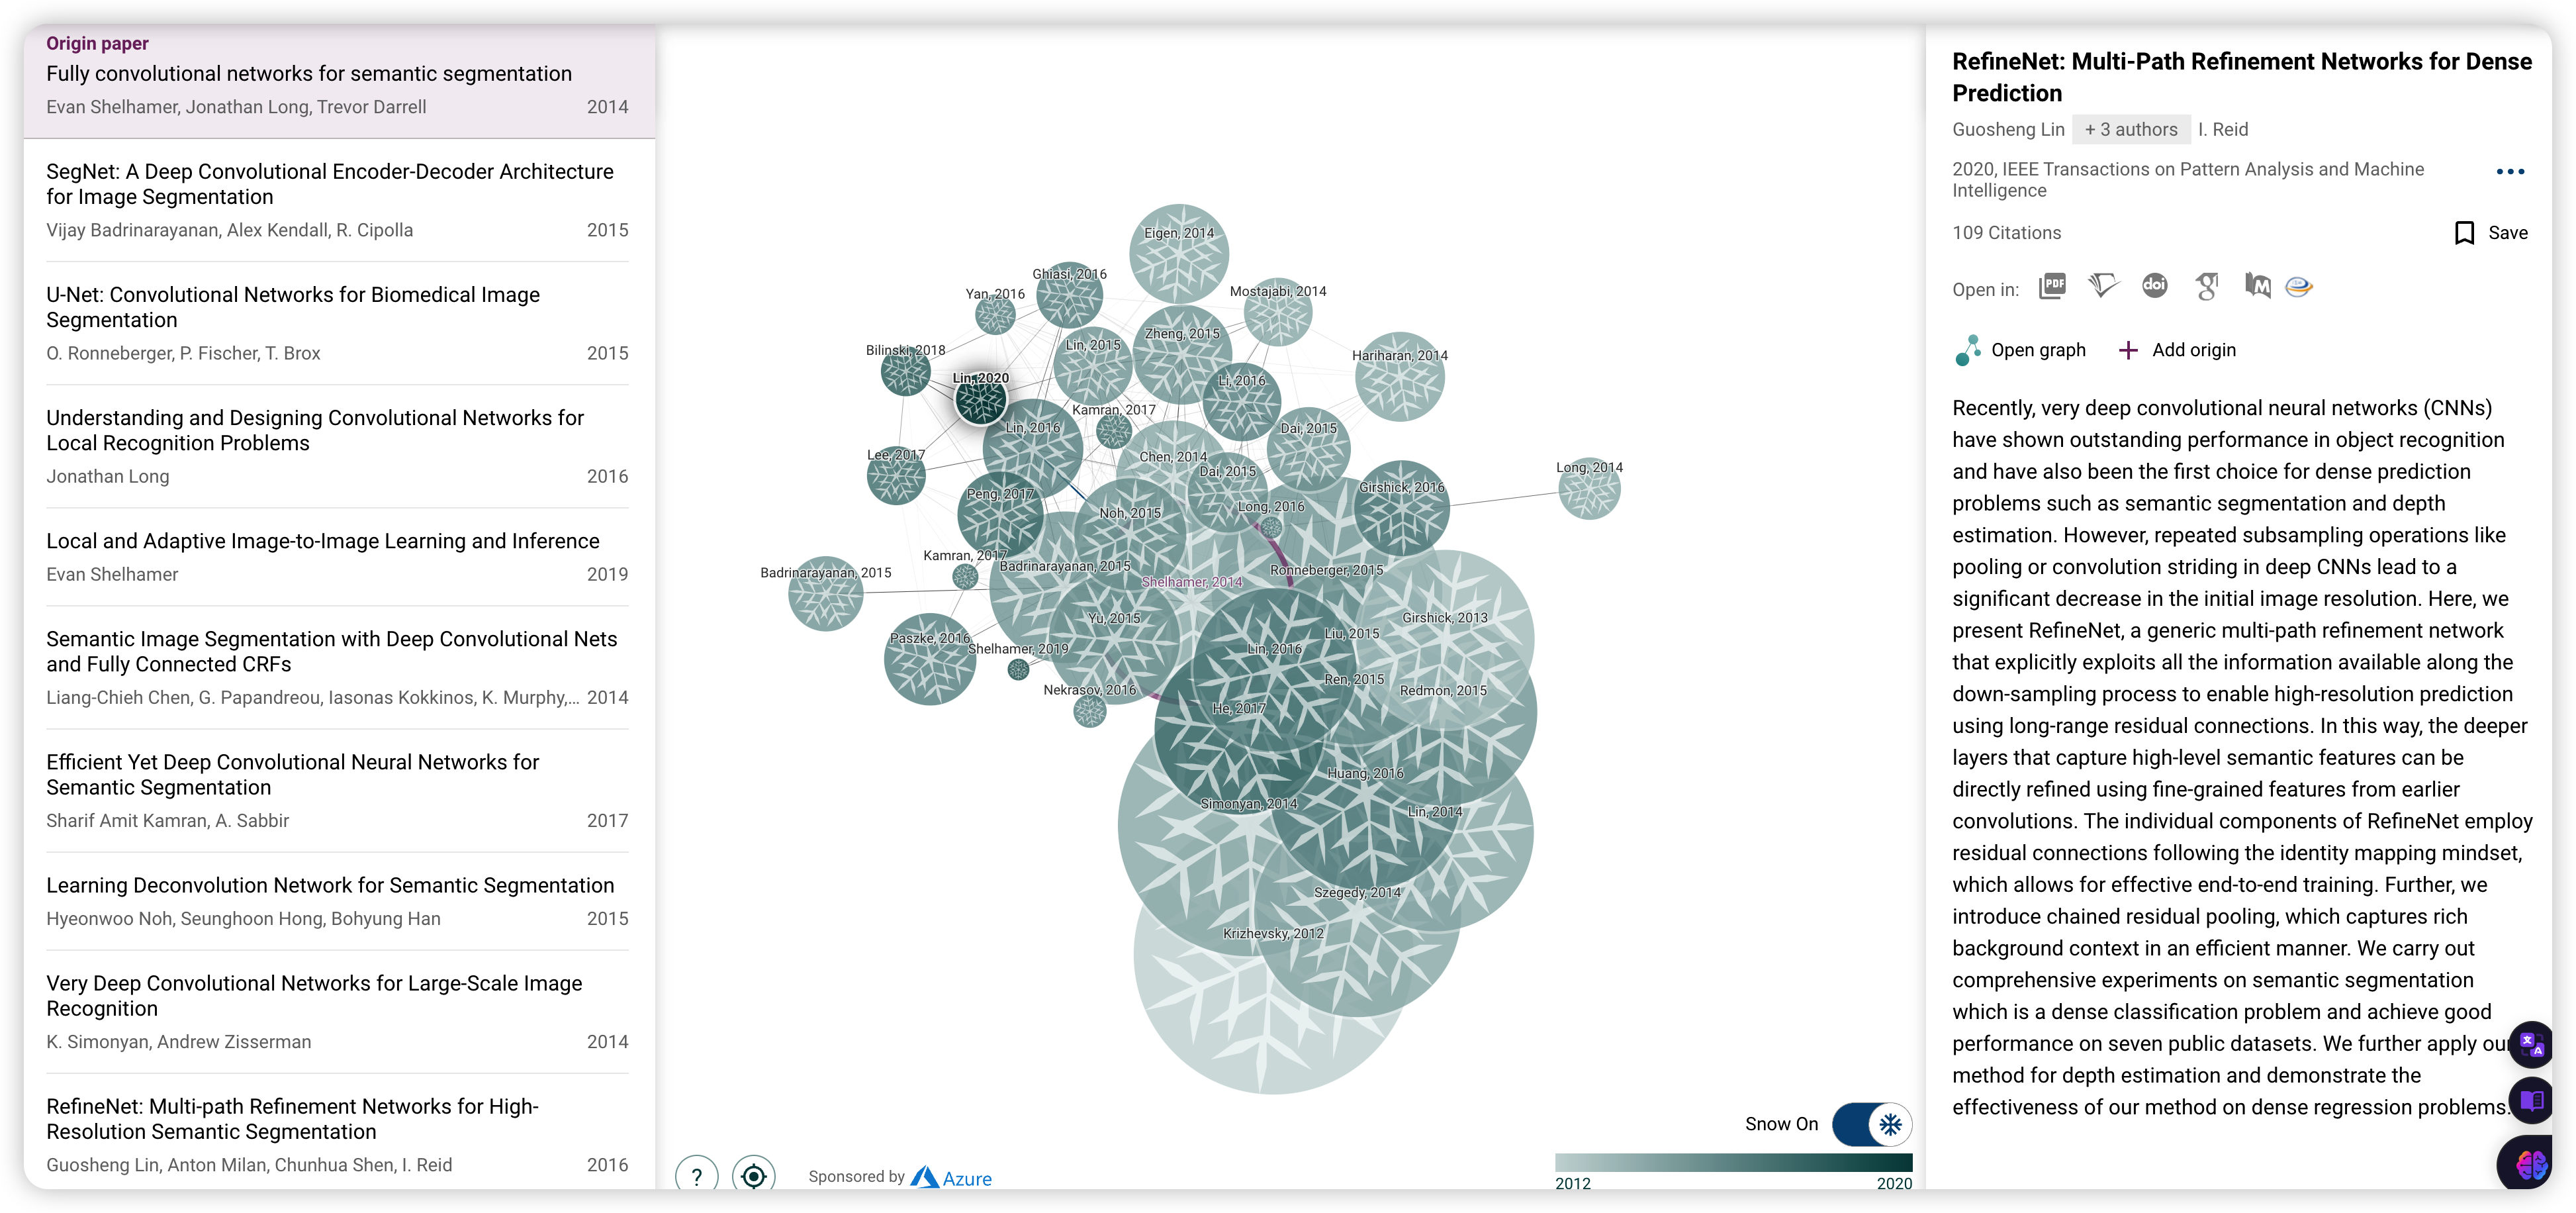 Origin paper
Fully convolutional networks for semantic segmentation
Evan Shelhamer, Jonathan Long, Trevor Darrell 2014
SegNet: A Deep Convolutional Encoder-Decoder Architecture
for Image Segmentation
Vijay Badrinarayanan, Alex Kendall, R. Cipolla 2015
U-Net: Convolutional Networks for Biomedical Image
Segmentation
O. Ronneberger, P. Fischer, T. Brox 2015
Understanding and Designing Convolutional Networks for
Local Recognition Problems
Jonathan Long 2016
Local and Adaptive Image-to-Image Learning and Inference
Evan Shelhamer 2019
Semantic Image Segmentation with Deep Convolutional Nets
and Fully Connected CRFs
Liang-Chieh Chen, G. Papandreou, Iasonas Kokkinos, K. Murphy,... 2014
Efficient Yet Deep Convolutional Neural Networks for
Semantic Segmentation
Sharif Amit Kamran, A. Sabbir 2017
Learning Deconvolution Network for Semantic Segmentation
Hyeonwoo Noh, Seunghoon Hong, Bohyung Han 2015
Very Deep Convolutional Networks for Large-Scale Image
Recognition
K. Simonyan, Andrew Zisserman 2014
RefineNet: Multi-path Refinement Networks for High-
Resolution Semantic Segmentation
Guosheng Lin, Anton Milan, Chunhua Shen, I. Reid 2016
Eigen, 2014
Ghiasi, 2016
Yan, 2016
Mostajabi, 2014
Zheng, 2015
Lin, 2015
Bilinski, 2018
Hariharan, 2014
Lin, 2020
Li, 2016
Kamran, 2017
Lin, 2016
Dai, 2015
Lee, 2017
Chen, 2014
Dai, 2015
Long, 2014
Girshick, 2016
Peng, 2017
Long, 2016
Noh, 2015
Kamran, 2017
Badrinarayanan, 2015
Badrinarayanan, 2015
Ronneberger, 2015
Shelhamer, 2014
Yu, 2015
Girshick, 2013
Liu, 2015
Paszke, 2016
Shelhamer, 2019
Lin, 2016
Ren, 2015
Nekrasov, 2016
Redmon, 2015
He, 2017
Huang, 2016
Simonyan, 2014
Lin, 2014
Szegedy, 2014
Krizhevsky, 2012
Snow On
? Sponsored by Azure
2012 2020
RefineNet: Multi-Path Refinement Networks for Dense
Prediction
Guosheng Lin + 3 authors I. Reid
2020, IEEE Transactions on Pattern Analysis and Machine
Intelligence
109 Citations Save
Open in: PDF doi g M
Open graph + Add origin
Recently, very deep convolutional neural networks (CNNs)
have shown outstanding performance in object recognition
and have also been the first choice for dense prediction
problems such as semantic segmentation and depth
estimation. However, repeated subsampling operations like
pooling or convolution striding in deep CNNs lead to a
significant decrease in the initial image resolution. Here, we
present RefineNet, a generic multi-path refinement network
that explicitly exploits all the information available along the
down-sampling process to enable high-resolution prediction
using long-range residual connections. In this way, the deeper
layers that capture high-level semantic features can be
directly refined using fine-grained features from earlier
convolutions. The individual components of RefineNet employ
residual connections following the identity mapping mindset,
which allows for effective end-to-end training. Further, we
introduce chained residual pooling, which captures rich
background context in an efficient manner. We carry out
comprehensive experiments on semantic segmentation
which is a dense classification problem and achieve good
performance on seven public datasets. We further apply our
method for depth estimation and demonstrate the
effectiveness of our method on dense regression problems.